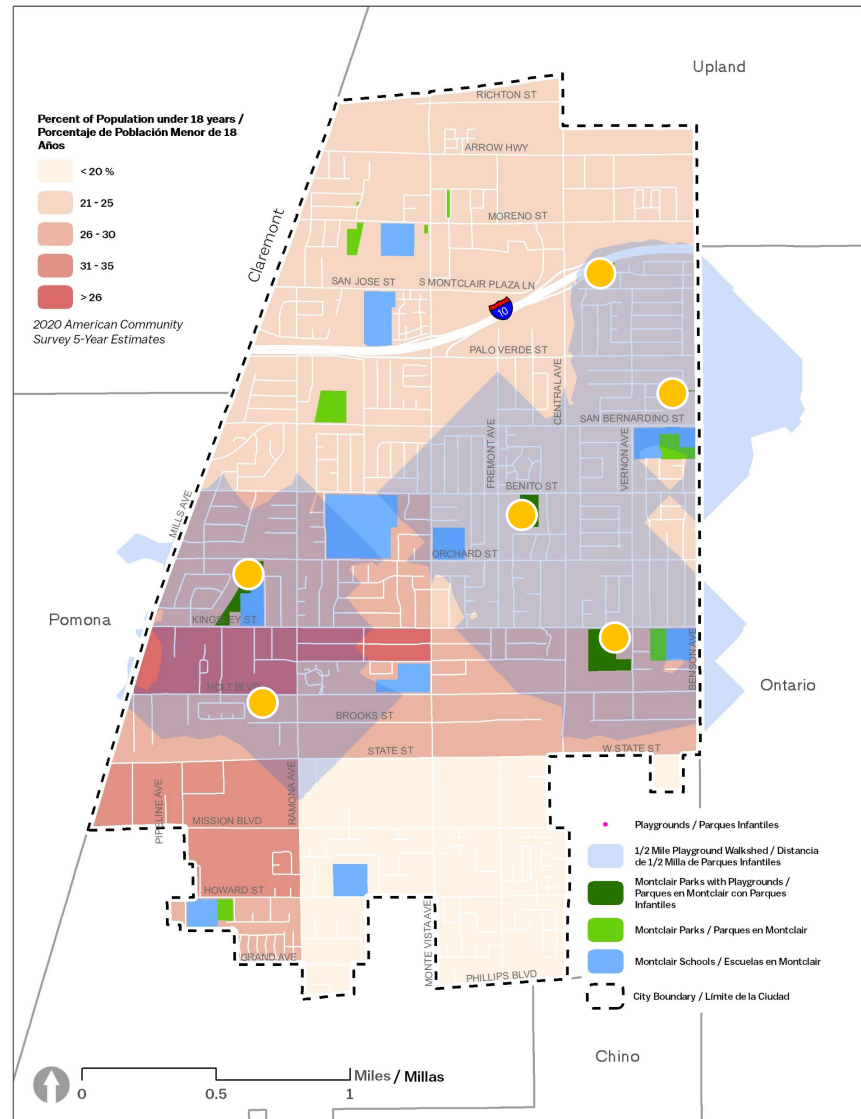 Upland
RICHTON ST
Percent of Population under 18 years /
Porcentaje de Población Menor de 18
Años
< 20 %
21 - 25
26 - 30
31 - 35
> 26
2020 American Community
Survey 5-Year Estimates
ARROW HWY
MORENO ST
Claremont
SAN JOSE ST
S MONTCLAIR PLAZA LN
10
PALO VERDE ST
CENTRAL AVE
SAN BERNARDINO ST
FREMONT AVE
VERNON AVE
BENITO ST
MILLS AVE
ORCHARD ST
Pomona
KINGSLEY ST
BENSON AVE
HOLT BLVD
Ontario
BROOKS ST
STATE ST
W STATE ST
PIPELINE AVE
RAMONA AVE
MISSION BLVD
HOWARD ST
MONTE VISTA AVE
GRAND AVE
PHILLIPS BLVD
Playgrounds / Parques Infantiles
1/2 Mile Playground Walkshed / Distancia
de 1/2 Milla de Parques Infantiles
Montclair Parks with Playgrounds /
Parques en Montclair con Parques
Infantiles
Montclair Parks / Parques en Montclair
Montclair Schools / Escuelas en Montclair
City Boundary / Límite de la Ciudad
Chino
Miles / Millas
0 0.5 1